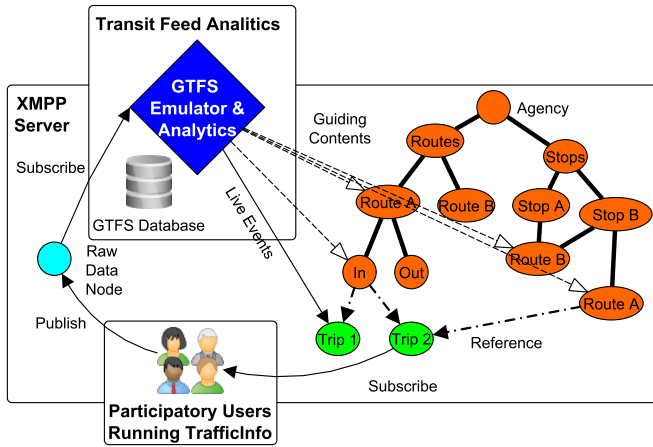 Transit Feed Analitics
GTFS
Emulator &
Analytics
XMPP
Server
Guiding
Contents
Agency
Routes
Stops
Subscribe
Route A
Route B
Stop A
Stop B
GTFS Database
Live Events
Raw
Data
Node
In
Out
Route B
Route A
Publish
Trip 1
Trip 2
Reference
Subscribe
Participatory Users
Running TrafficInfo